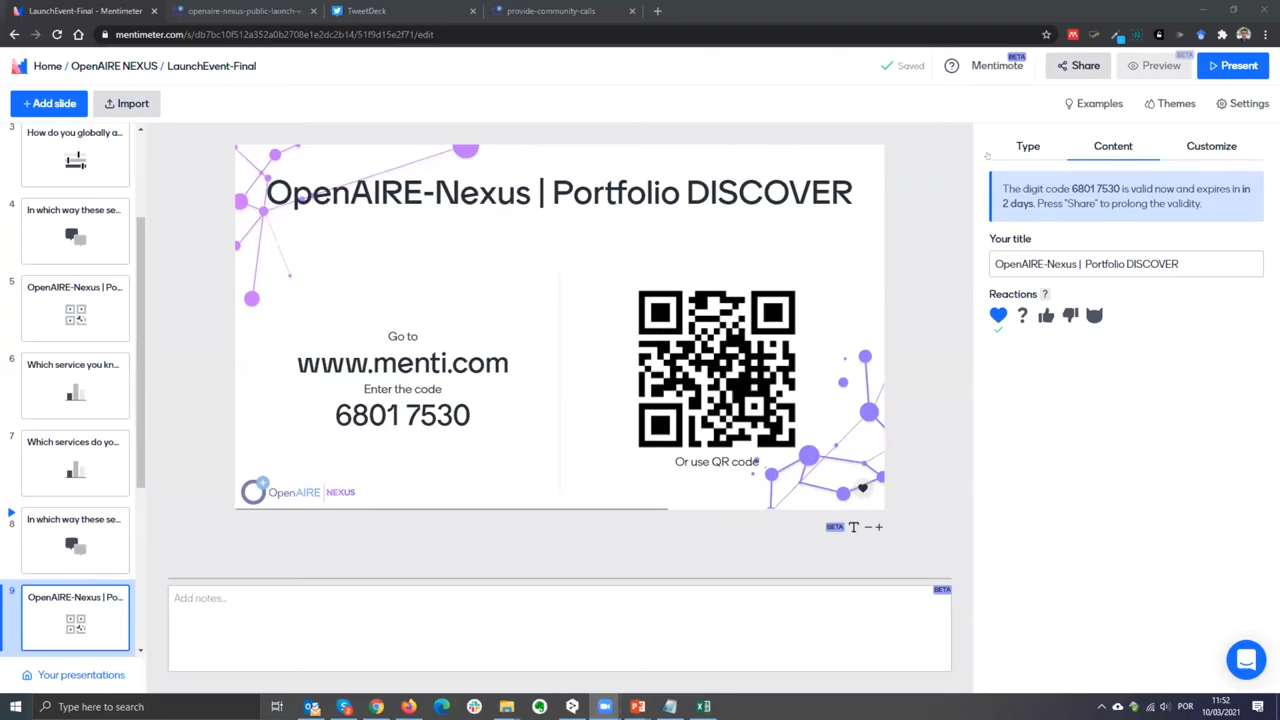 LaunchEvent-Final - Mentimeter
openaire-nexus-public-launch-e
TweetDeck
provide-community-calls
mentimeter.com/s/db7bc10f512a352a0b2718e1e2dc2b14/51f9d15e2f71/edit
Home / OpenAIRE NEXUS / LaunchEvent-Final
Saved
Mentimote
BETA
Share
Preview
BETA
Present
+ Add slide
Import
Examples
Themes
Settings
3
How do you globally a...
4
In which way these se...
5
OpenAIRE-Nexus | Po...
6
Which service you kn...
7
Which services do yo...
8
In which way these se...
9
OpenAIRE-Nexus | Po...
Your presentations
OpenAIRE-Nexus | Portfolio DISCOVER
Go to
www.menti.com
Enter the code
6801 7530
Or use QR code
OpenAIRE | NEXUS
BETA T − +
Add notes...
BETA
Type
Content
Customize
The digit code 6801 7530 is valid now and expires in in
2 days. Press "Share" to prolong the validity.
Your title
OpenAIRE-Nexus | Portfolio DISCOVER
Reactions ?
Type here to search
POR
11:52
10/03/2021